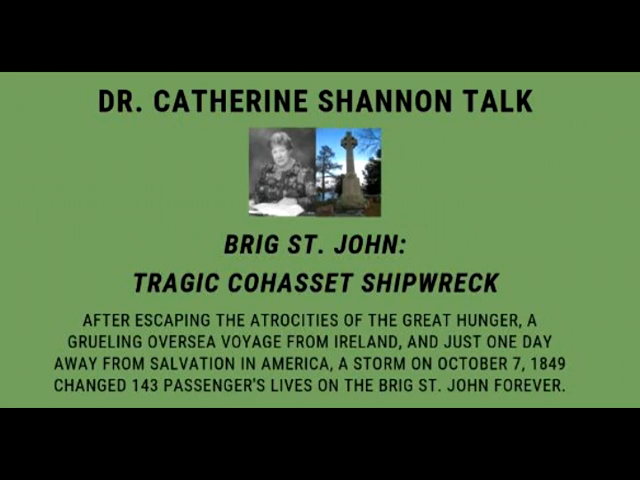 DR. CATHERINE SHANNON TALK
BRIG ST. JOHN:
TRAGIC COHASSET SHIPWRECK
AFTER ESCAPING THE ATROCITIES OF THE GREAT HUNGER, A
GRUELING OVERSEA VOYAGE FROM IRELAND, AND JUST ONE DAY
AWAY FROM SALVATION IN AMERICA, A STORM ON OCTOBER 7, 1849
CHANGED 143 PASSENGER'S LIVES ON THE BRIG ST. JOHN FOREVER.